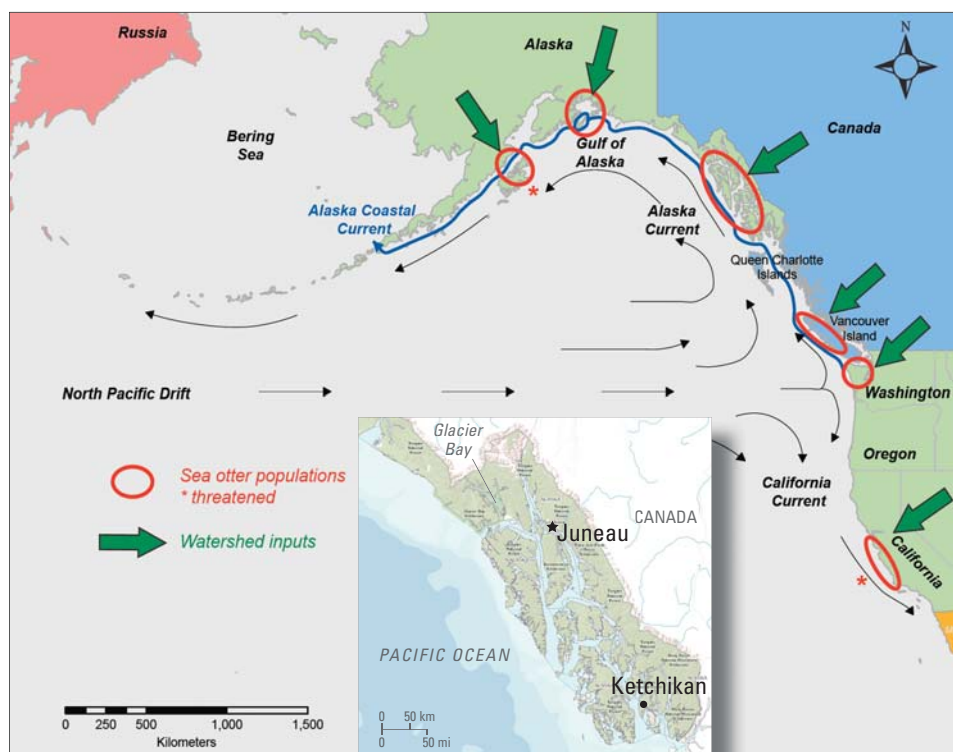 Russia
Alaska
N
Canada
Bering
Sea
Gulf of
Alaska
*
Alaska Coastal
Current
Alaska
Current
Queen Charlotte
Islands
Vancouver
Island
North Pacific Drift
Washington
Oregon
California
Current
California
*
Sea otter populations
* threatened
Watershed inputs
Glacier
Bay
CANADA
Juneau
PACIFIC OCEAN
Ketchikan
0 50 km
0 50 mi
0 125 250 500 1,000 1,500
Kilometers